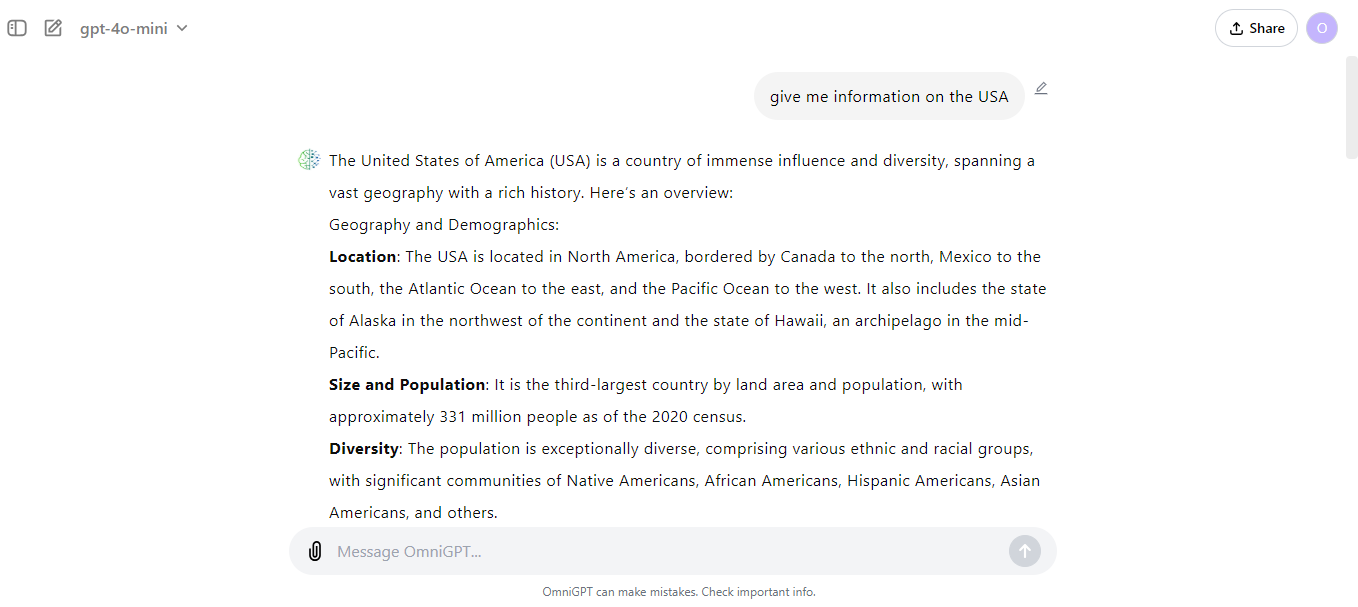 gpt-4o-mini
Share
O
give me information on the USA
The United States of America (USA) is a country of immense influence and diversity, spanning a
vast geography with a rich history. Here's an overview:
Geography and Demographics:
Location: The USA is located in North America, bordered by Canada to the north, Mexico to the
south, the Atlantic Ocean to the east, and the Pacific Ocean to the west. It also includes the state
of Alaska in the northwest of the continent and the state of Hawaii, an archipelago in the mid-
Pacific.
Size and Population: It is the third-largest country by land area and population, with
approximately 331 million people as of the 2020 census.
Diversity: The population is exceptionally diverse, comprising various ethnic and racial groups,
with significant communities of Native Americans, African Americans, Hispanic Americans, Asian
Americans, and others.
Message OmniGPT...
OmniGPT can make mistakes. Check important info.